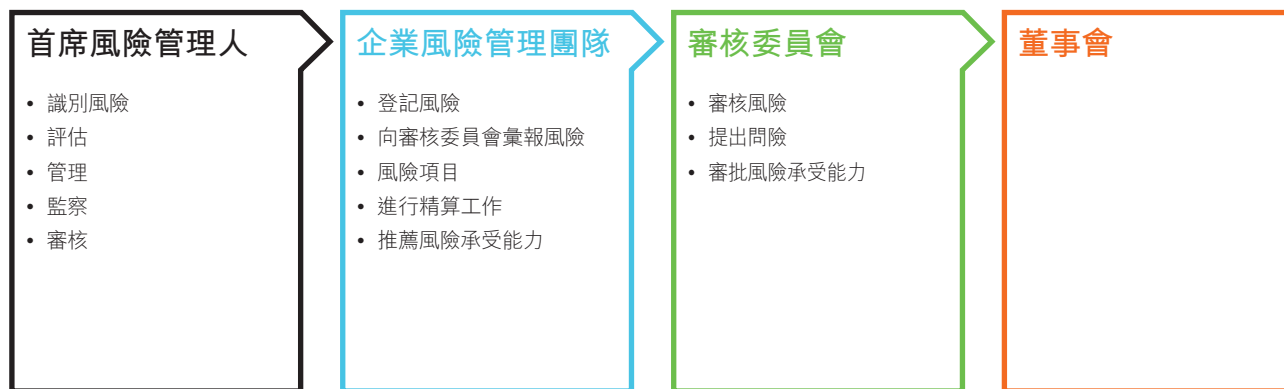 首席風險管理人
• 識別風險
• 評估
• 管理
• 監察
• 審核
企業風險管理團隊
• 登記風險
• 向審核委員會彙報風險
• 風險項目
• 進行精算工作
• 推薦風險承受能力
審核委員會
• 審核風險
• 提出問險
• 審批風險承受能力
董事會